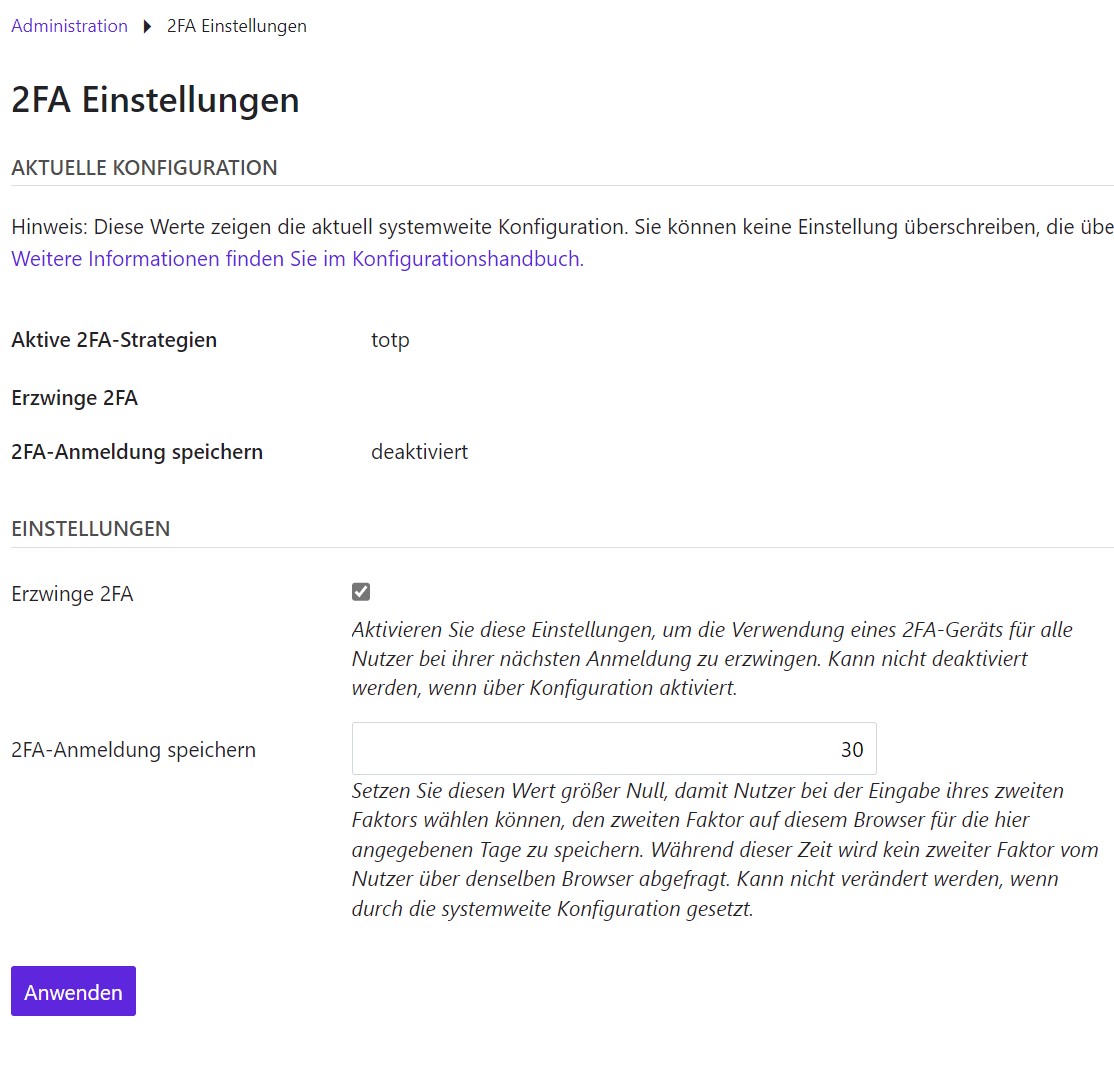 Administration 2FA Einstellungen
2FA Einstellungen
AKTUELLE KONFIGURATION
Hinweis: Diese Werte zeigen die aktuell systemweite Konfiguration. Sie können keine Einstellung überschreiben, die übe
Weitere Informationen finden Sie im Konfigurationshandbuch.
Aktive 2FA-Strategien totp
Erzwinge 2FA
2FA-Anmeldung speichern deaktiviert
EINSTELLUNGEN
Erzwinge 2FA
Aktivieren Sie diese Einstellungen, um die Verwendung eines 2FA-Geräts für alle
Nutzer bei ihrer nächsten Anmeldung zu erzwingen. Kann nicht deaktiviert
werden, wenn über Konfiguration aktiviert.
2FA-Anmeldung speichern 30
Setzen Sie diesen Wert größer Null, damit Nutzer bei der Eingabe ihres zweiten
Faktors wählen können, den zweiten Faktor auf diesem Browser für die hier
angegebenen Tage zu speichern. Während dieser Zeit wird kein zweiter Faktor vom
Nutzer über denselben Browser abgefragt. Kann nicht verändert werden, wenn
durch die systemweite Konfiguration gesetzt.
Anwenden